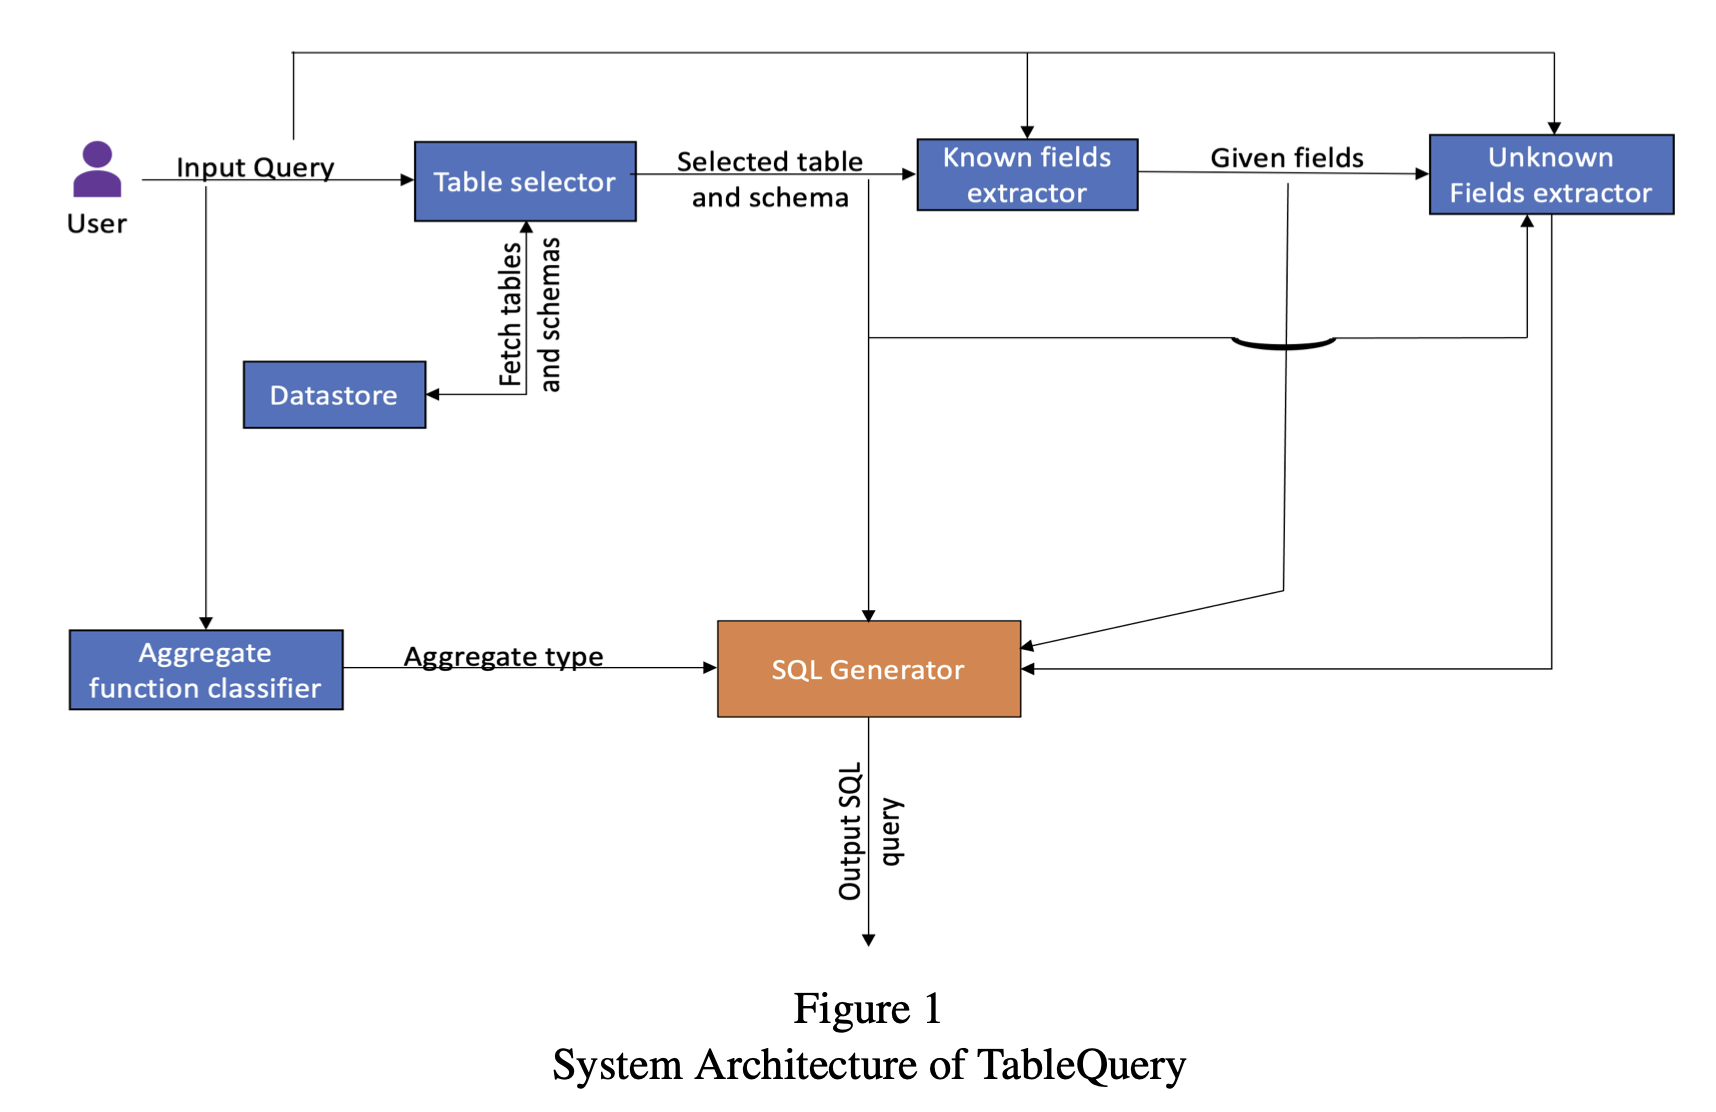 Input Query
User
Table selector
Selected table
and schema
Known fields
extractor
Given fields
Unknown
Fields extractor
Fetch tables
and schemas
Datastore
Aggregate
function classifier
Aggregate type
SQL Generator
Output SQL
query
Figure 1
System Architecture of TableQuery